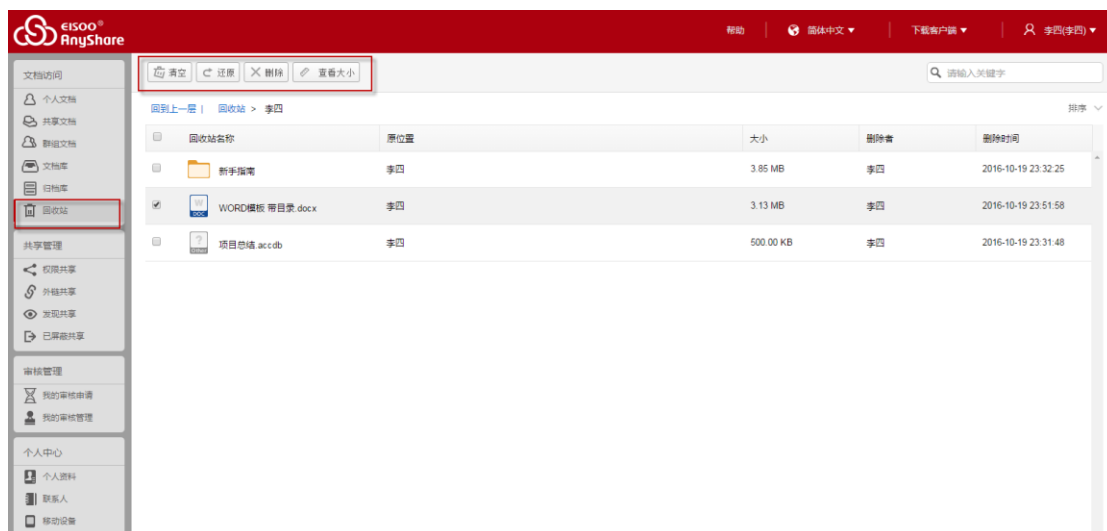 EISOO®
AnyShare
帮助
简体中文
下载客户端
李四(李四)
文档访问
个人文档
共享文档
群组文档
文档库
归档库
回收站
共享管理
权限共享
外链共享
发现共享
已屏蔽共享
审核管理
我的审核申请
我的审核管理
个人中心
个人资料
联系人
移动设备
清空 还原 删除 查看大小
请输入关键字
回到上一层 | 回收站 > 李四
排序
回收站名称 原位置 大小 删除者 删除时间
新手指南 李四 3.85 MB 李四 2016-10-19 23:32:25
W
DOC
WORD模板 带目录.docx 李四 3.13 MB 李四 2016-10-19 23:51:58
?
项目总结.accdb 李四 500.00 KB 李四 2016-10-19 23:31:48